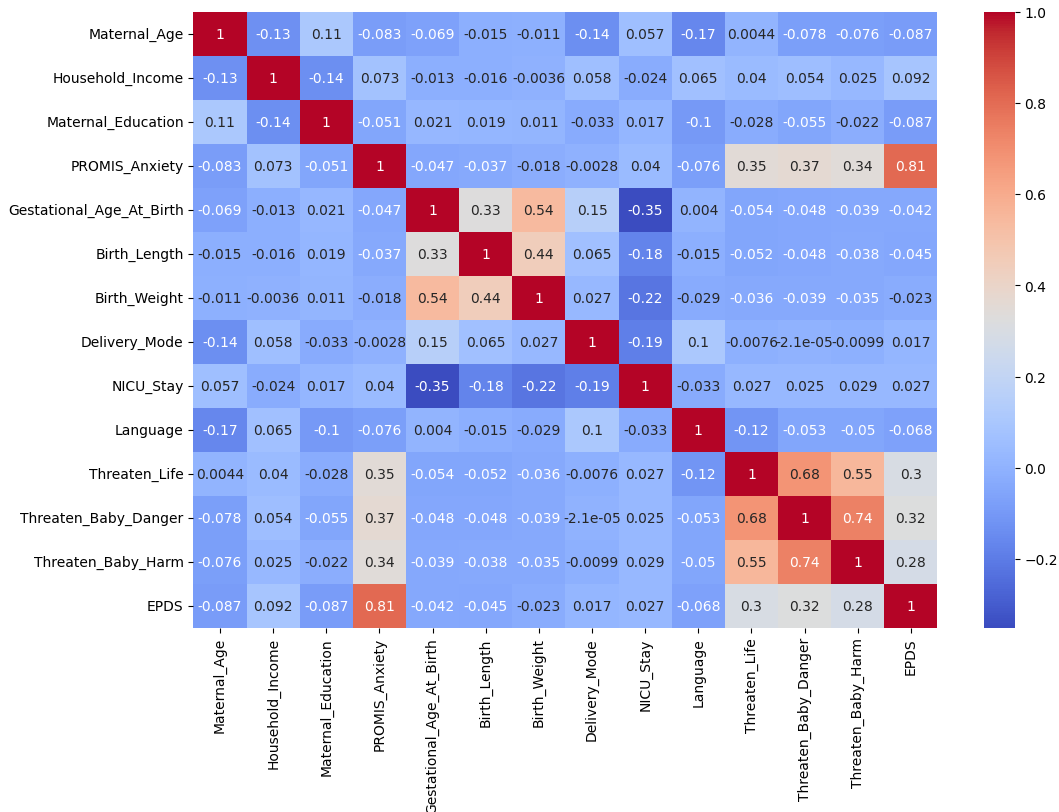 Maternal_Age 1 -0.13 0.11 -0.083 -0.069 -0.015 -0.011 -0.14 0.057 -0.17 0.0044 -0.078 -0.076 -0.087
Household_Income -0.13 1 -0.14 0.073 -0.013 -0.016 -0.0036 0.058 -0.024 0.065 0.04 0.054 0.025 0.092
Maternal_Education 0.11 -0.14 1 -0.051 0.021 0.019 0.011 -0.033 0.017 -0.1 -0.028 -0.055 -0.022 -0.087
PROMIS_Anxiety -0.083 0.073 -0.051 1 -0.047 -0.037 -0.018 -0.0028 0.04 -0.076 0.35 0.37 0.34 0.81
Gestational_Age_At_Birth -0.069 -0.013 0.021 -0.047 1 0.33 0.54 0.15 -0.35 0.004 -0.054 -0.048 -0.039 -0.042
Birth_Length -0.015 -0.016 0.019 -0.037 0.33 1 0.44 0.065 -0.18 -0.015 -0.052 -0.048 -0.038 -0.045
Birth_Weight -0.011 -0.0036 0.011 -0.018 0.54 0.44 1 0.027 -0.22 -0.029 -0.036 -0.039 -0.035 -0.023
Delivery_Mode -0.14 0.058 -0.033 -0.0028 0.15 0.065 0.027 1 -0.19 0.1 -0.0076 -2.1e-05 -0.0099 0.017
NICU_Stay 0.057 -0.024 0.017 0.04 -0.35 -0.18 -0.22 -0.19 1 -0.033 0.027 0.025 0.029 0.027
Language -0.17 0.065 -0.1 -0.076 0.004 -0.015 -0.029 0.1 -0.033 1 -0.12 -0.053 -0.05 -0.068
Threaten_Life 0.0044 0.04 -0.028 0.35 -0.054 -0.052 -0.036 -0.0076 0.027 -0.12 1 0.68 0.55 0.3
Threaten_Baby_Danger -0.078 0.054 -0.055 0.37 -0.048 -0.048 -0.039 -2.1e-05 0.025 -0.053 0.68 1 0.74 0.32
Threaten_Baby_Harm -0.076 0.025 -0.022 0.34 -0.039 -0.038 -0.035 -0.0099 0.029 -0.05 0.55 0.74 1 0.28
EPDS -0.087 0.092 -0.087 0.81 -0.042 -0.045 -0.023 0.017 0.027 -0.068 0.3 0.32 0.28 1
Maternal_Age
Household_Income
Maternal_Education
PROMIS_Anxiety
Gestational_Age_At_Birth
Birth_Length
Birth_Weight
Delivery_Mode
NICU_Stay
Language
Threaten_Life
Threaten_Baby_Danger
Threaten_Baby_Harm
EPDS
1.0
0.8
0.6
0.4
0.2
0.0
−0.2